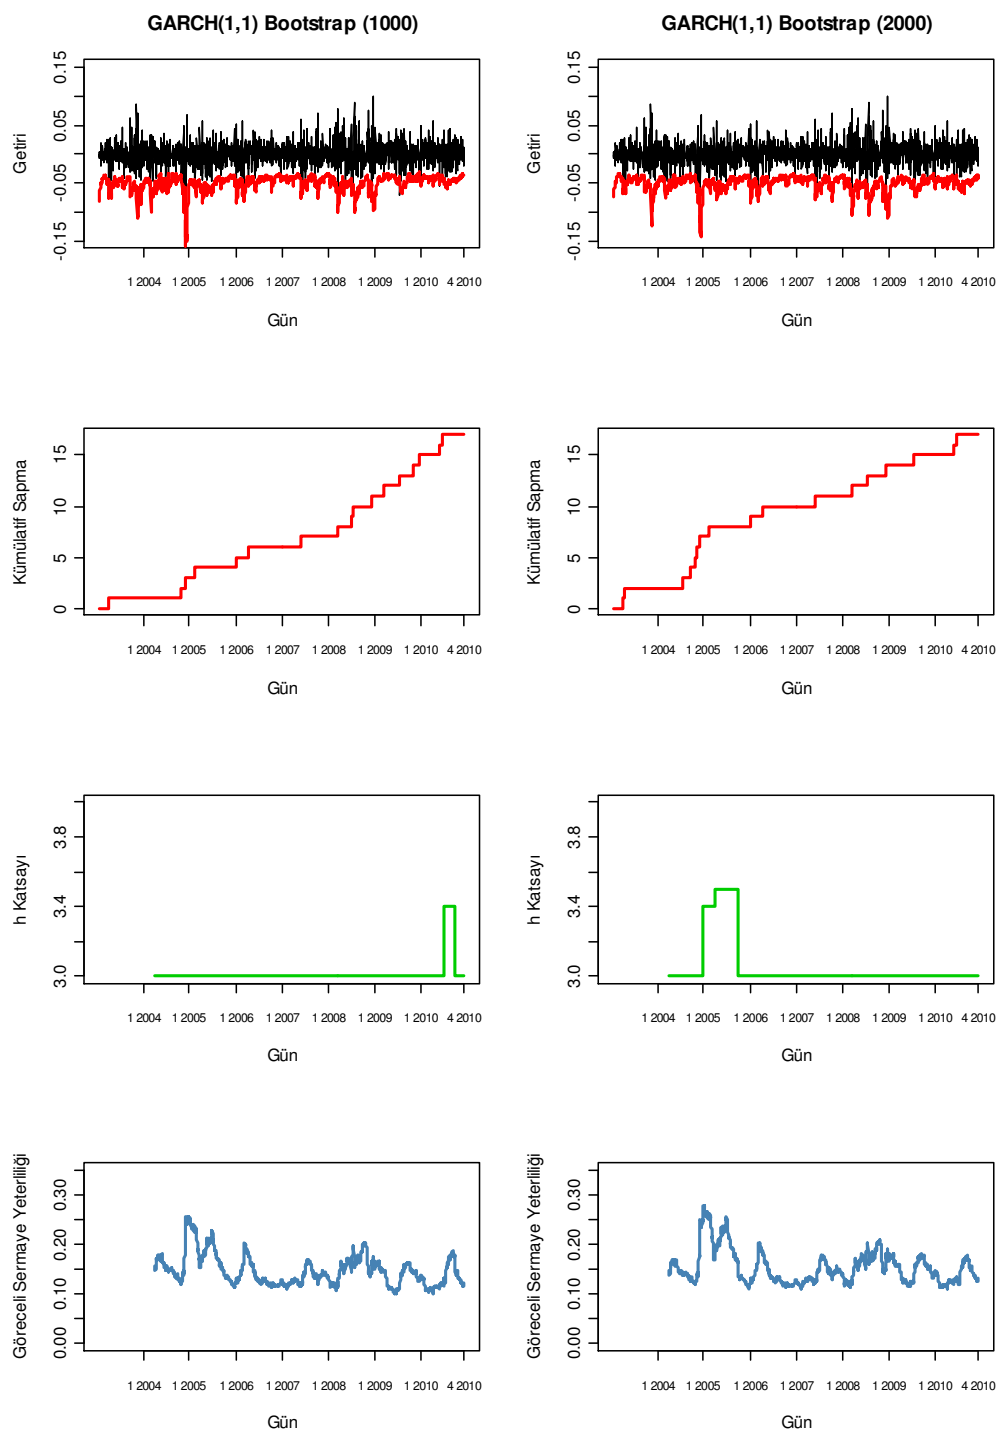 GARCH(1,1) Bootstrap (1000)
Getiri
0.15
0.05
-0.05
-0.15
1 2004 1 2005 1 2006 1 2007 1 2008 1 2009 1 2010 4 2010
Gün
GARCH(1,1) Bootstrap (2000)
Getiri
0.15
0.05
-0.05
-0.15
1 2004 1 2005 1 2006 1 2007 1 2008 1 2009 1 2010 4 2010
Gün
Kümülatif Sapma
15
10
5
0
1 2004 1 2005 1 2006 1 2007 1 2008 1 2009 1 2010 4 2010
Gün
Kümülatif Sapma
15
10
5
0
1 2004 1 2005 1 2006 1 2007 1 2008 1 2009 1 2010 4 2010
Gün
h Katsayı
3.8
3.4
3.0
1 2004 1 2005 1 2006 1 2007 1 2008 1 2009 1 2010 4 2010
Gün
h Katsayı
3.8
3.4
3.0
1 2004 1 2005 1 2006 1 2007 1 2008 1 2009 1 2010 4 2010
Gün
Göreceli Sermaye Yeterliliği
0.30
0.20
0.10
0.00
1 2004 1 2005 1 2006 1 2007 1 2008 1 2009 1 2010 4 2010
Gün
Göreceli Sermaye Yeterliliği
0.30
0.20
0.10
0.00
1 2004 1 2005 1 2006 1 2007 1 2008 1 2009 1 2010 4 2010
Gün